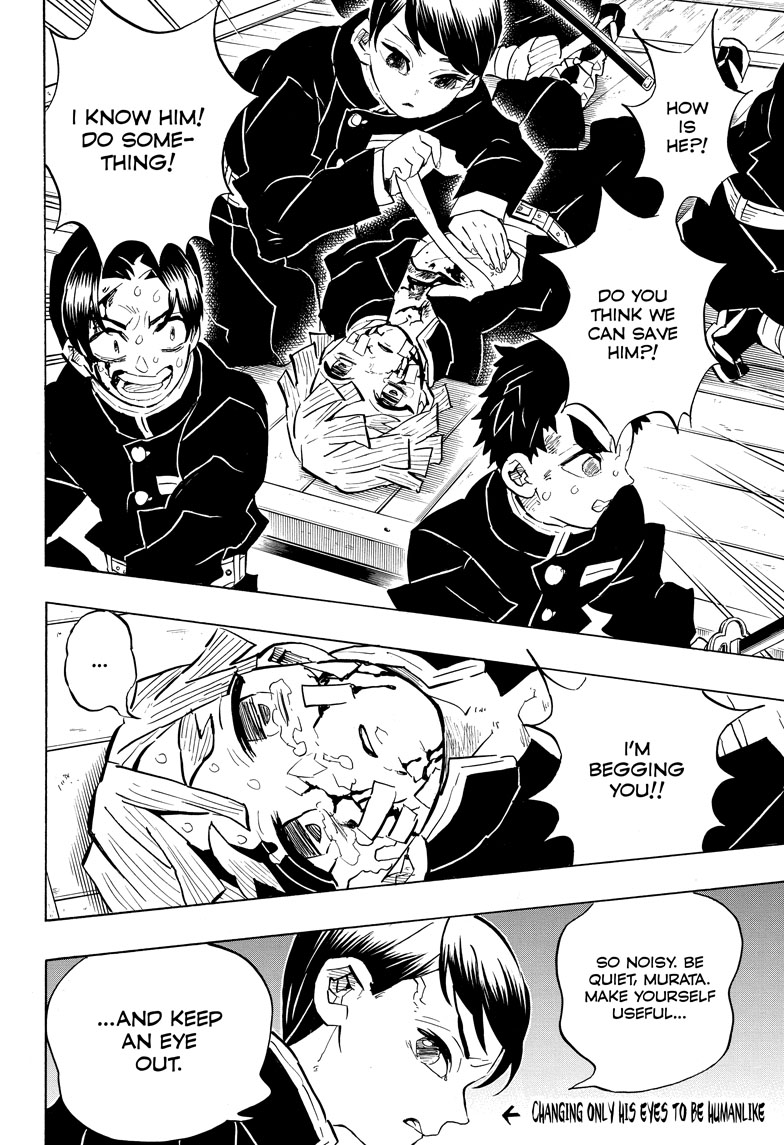 HOW
IS
HE?!
I KNOW HIM!
DO SOME-
THING!
DO YOU
THINK WE
CAN SAVE
HIM?!
I'M
BEGGING
YOU!!
...
SO NOISY. BE
QUIET, MURATA.
MAKE YOURSELF
USEFUL...
...AND KEEP
AN EYE
OUT.
← CHANGING ONLY HIS EYES TO BE HUMANLIKE